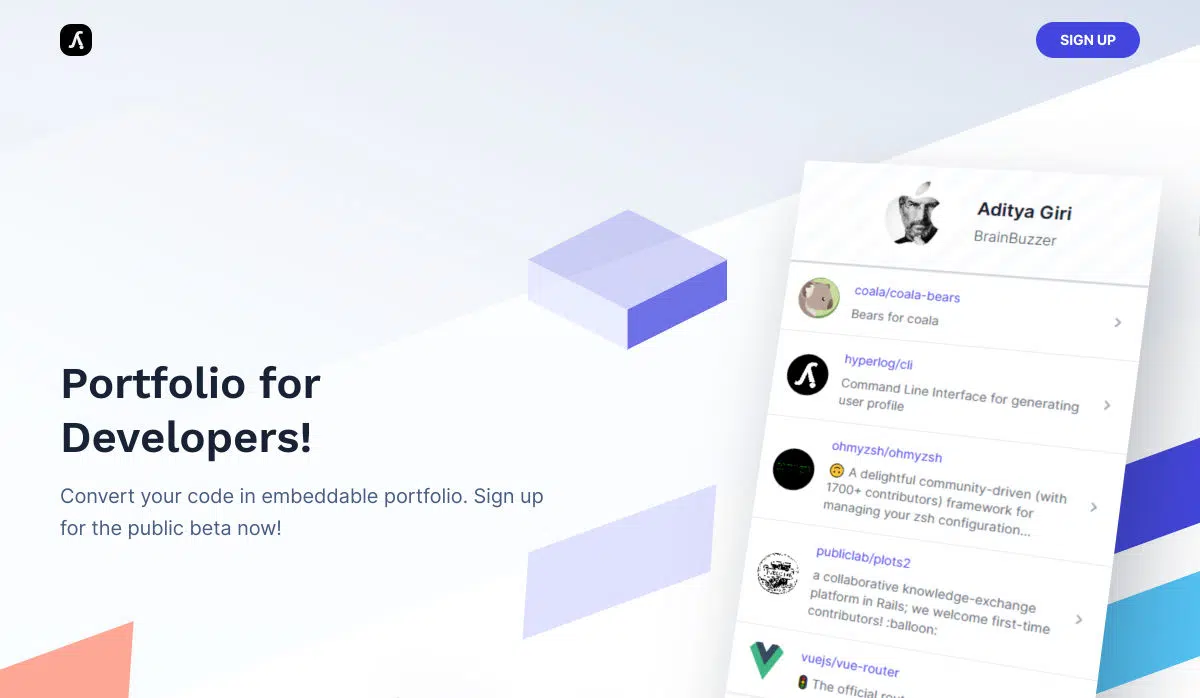 SIGN UP
Portfolio for
Developers!
Convert your code in embeddable portfolio. Sign up
for the public beta now!
Aditya Giri
BrainBuzzer
coala/coala-bears
Bears for coala
hyperlog/cli
Command Line Interface for generating
user profile
ohmyzsh/ohmyzsh
🙃 A delightful community-driven (with
1700+ contributors) framework for
managing your zsh configuration...
publiclab/plots2
a collaborative knowledge-exchange
platform in Rails; we welcome first-time
contributors! :balloon:
vuejs/vue-router
🚦 The official